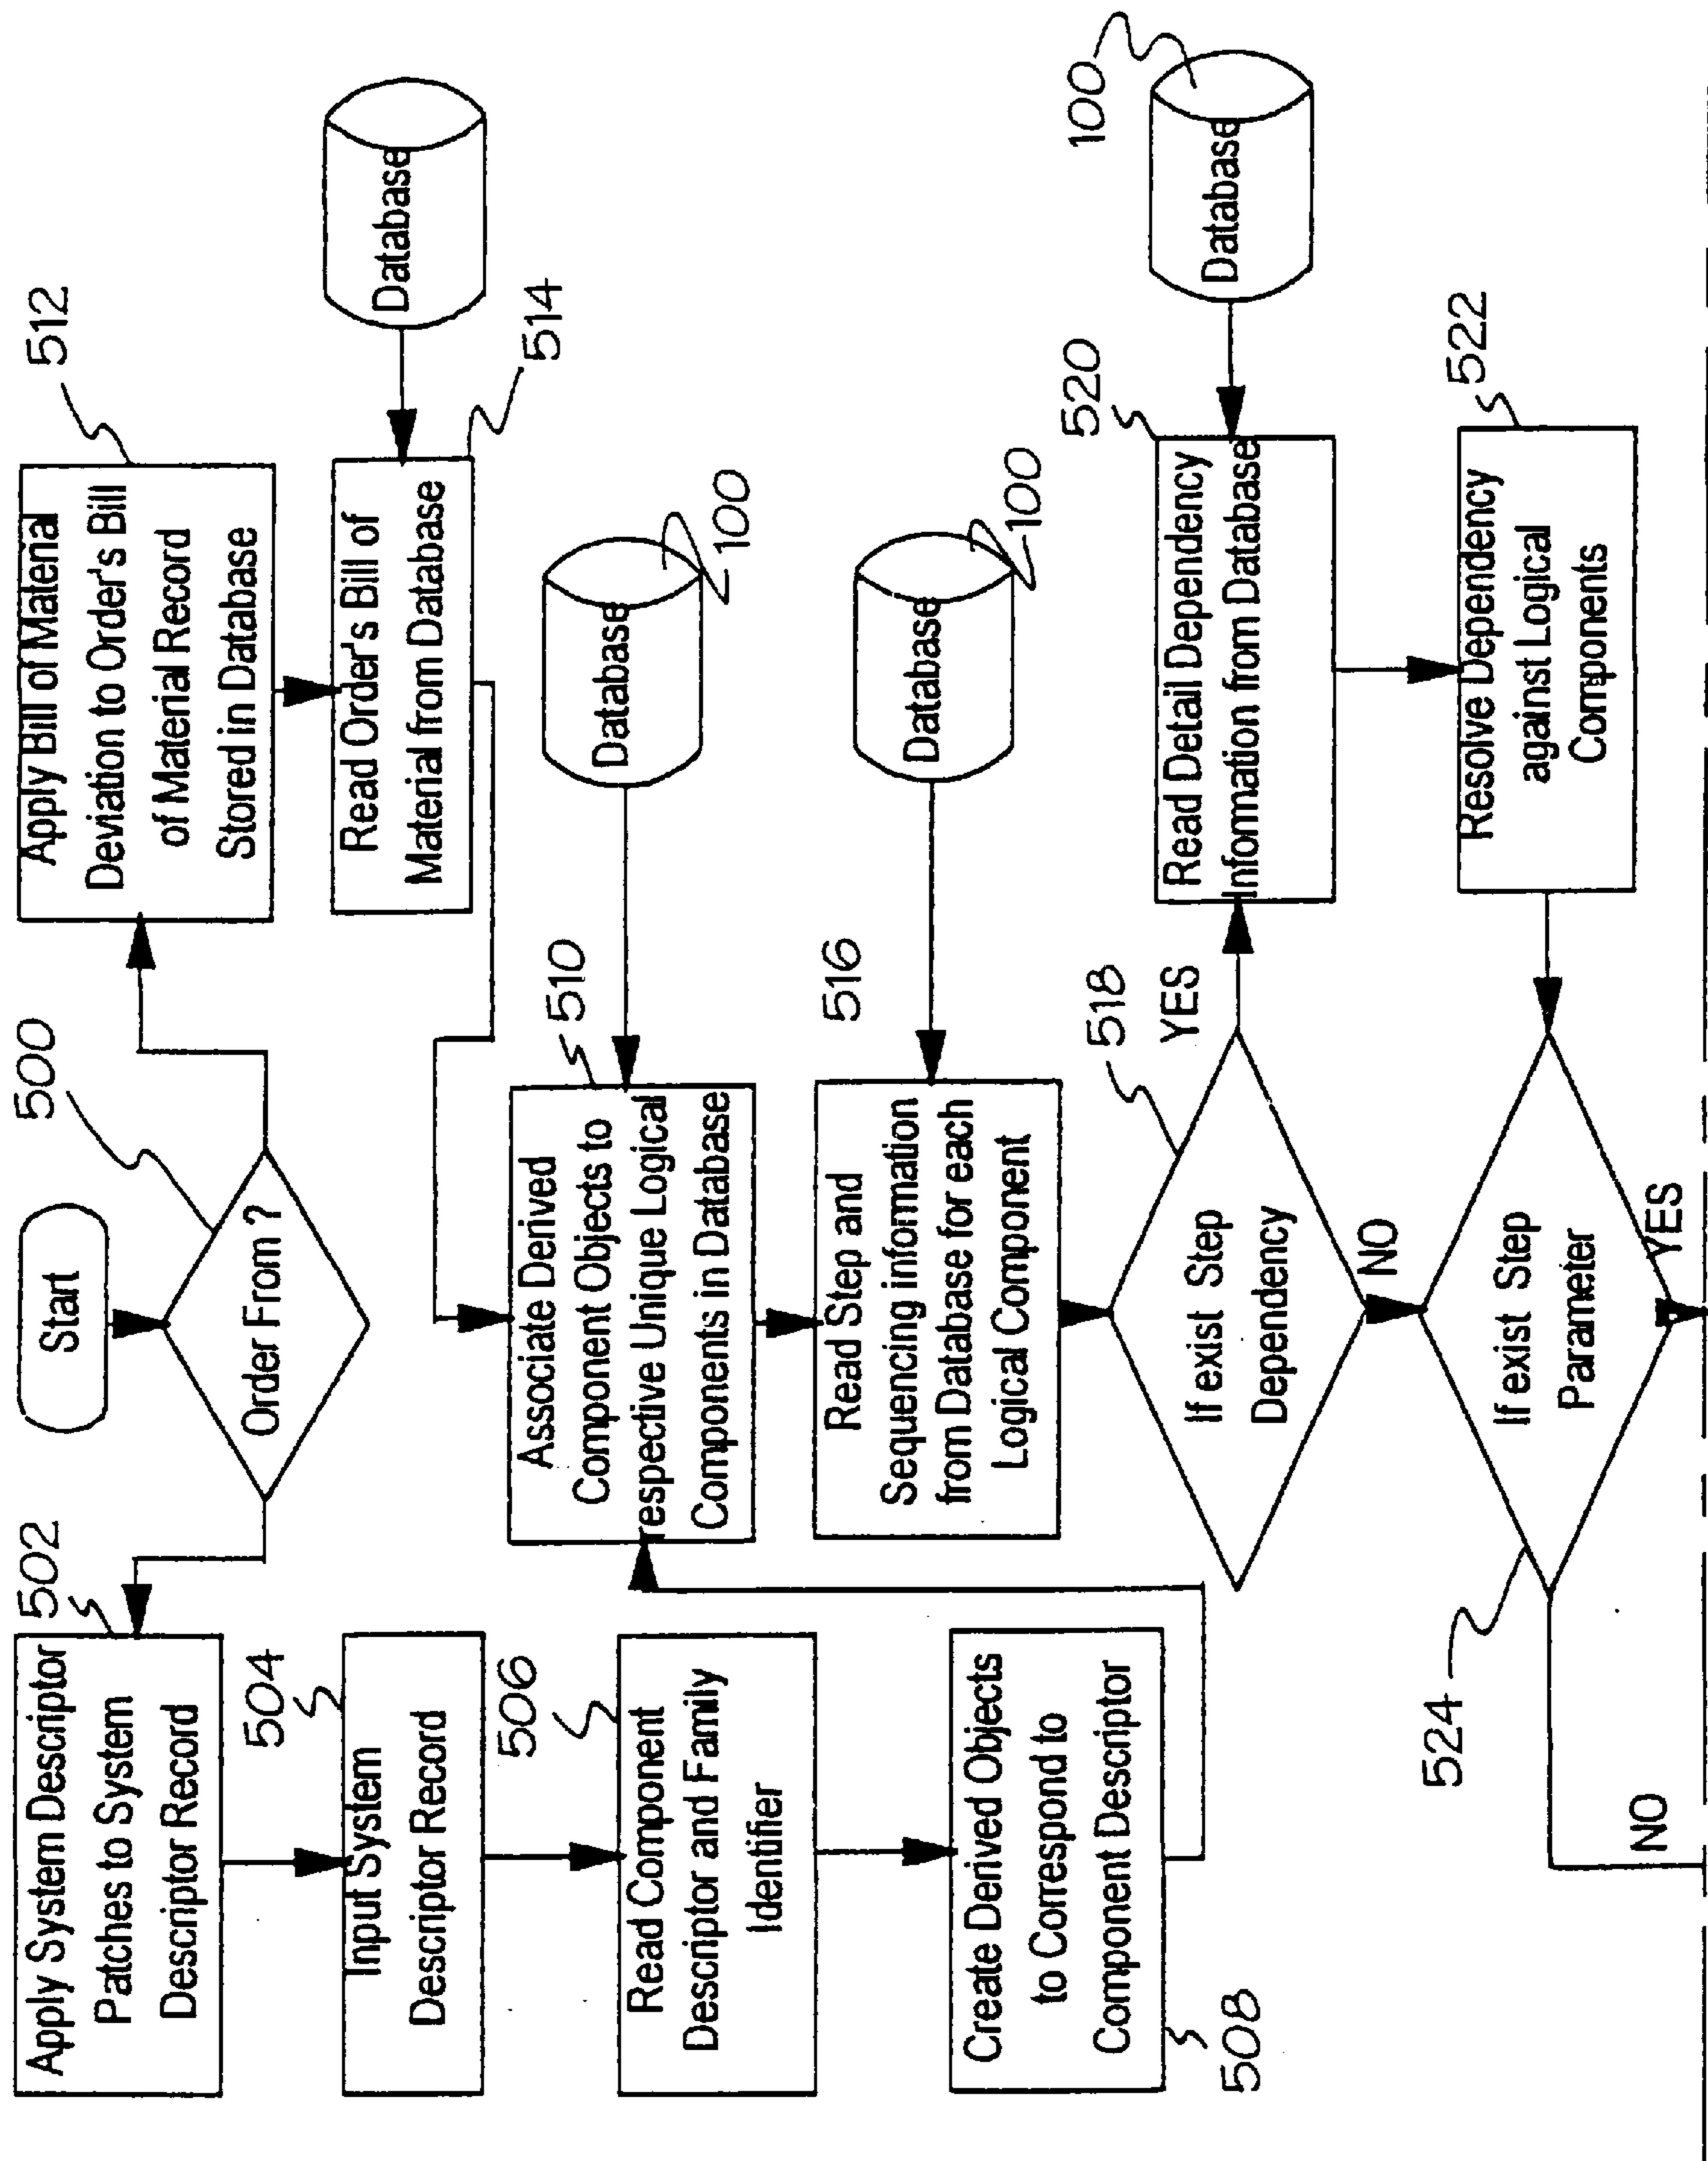 Start
500
Order From ?
502
Apply System Descriptor
Patches to System
Descriptor Record
504
Input System
Descriptor Record
506
Read Component
Descriptor and Family
Identifier
Create Derived Objects
to Correspond to
Component Descriptor
508
512
Apply Bill of Material
Deviation to Order's Bill
of Material Record
Stored in Database
514
Read Order's Bill of
Material from Database
Database
510
Associate Derived
Component Objects to
respective Unique Logical
Components in Database
Database
100
516
Read Step and
Sequencing information
from Database for each
Logical Component
Database
100
518
If exist Step
Dependency
YES
NO
520
Read Detail Dependency
Information from Database
Database
100
522
Resolve Dependency
against Logical
Components
524
If exist Step
Parameter
YES
NO